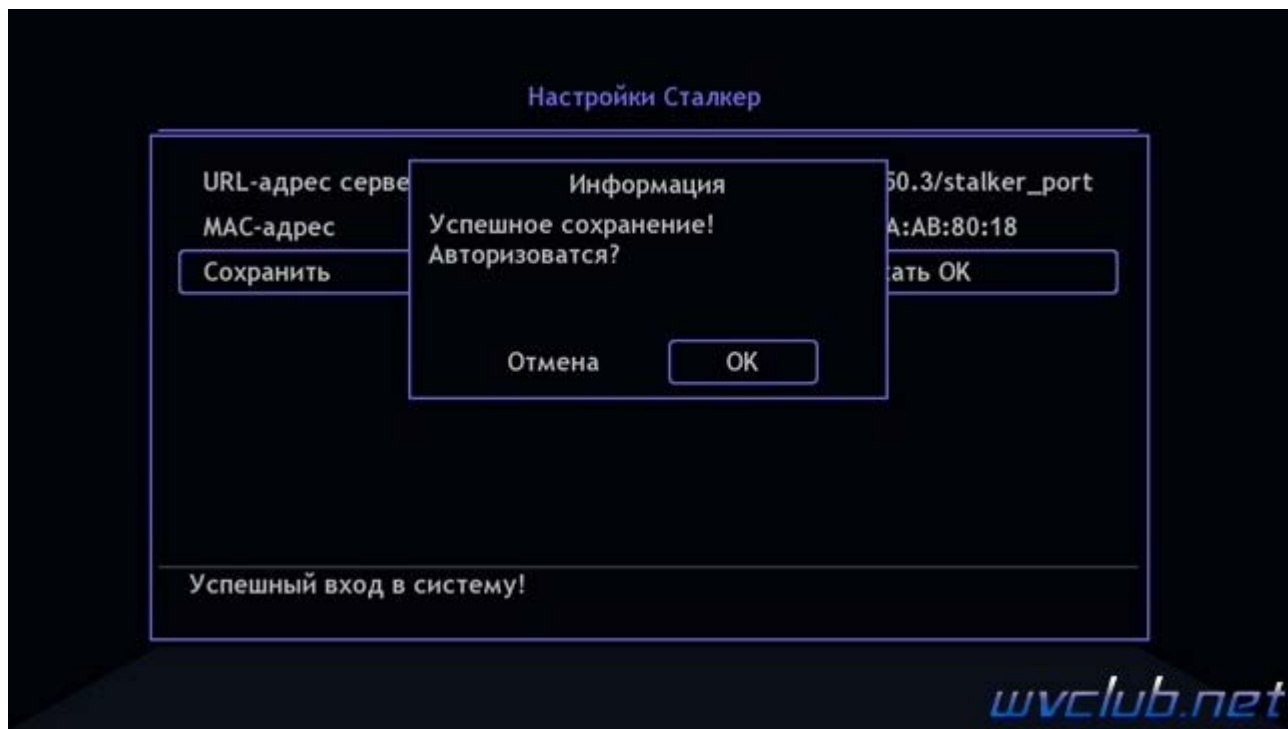 Настройки Сталкер
URL-адрес серве 50.3/stalker_port
MAC-адрес A:AB:80:18
Сохранить ать OK
Информация
Успешное сохранение!
Авторизоватся?
Отмена OK
Успешный вход в систему!
wvclub.net